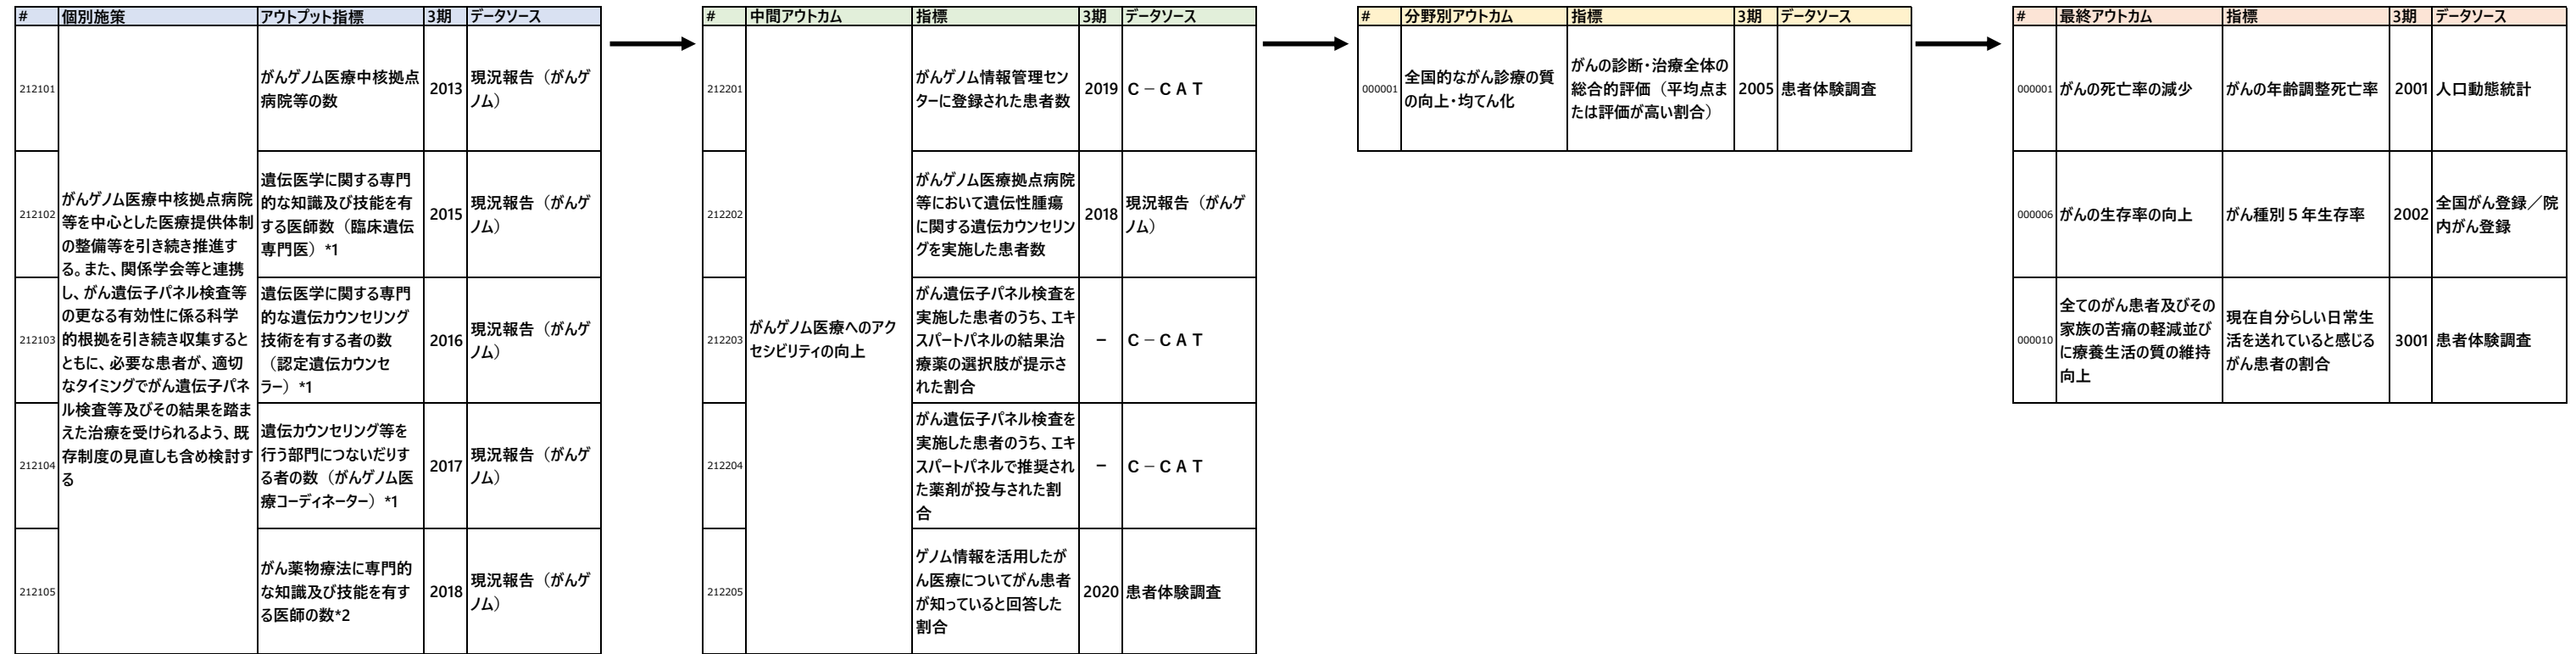 # 個別施策 アウトプット指標 3期 データソース
212101
がんゲノム医療中核拠点病院
等を中心とした医療提供体制
の整備等を引き続き推進す
る。また、関係学会等と連携
し、がん遺伝子パネル検査等
の更なる有効性に係る科学
的根拠を引き続き収集すると
ともに、必要な患者が、適切
なタイミングでがん遺伝子パネ
ル検査等及びその結果を踏ま
えた治療を受けられるよう、既
存制度の見直しも含め検討す
る
がんゲノム医療中核拠点
病院等の数
2013
現況報告（がんゲ
ノム）
212102
遺伝医学に関する専門
的な知識及び技能を有
する医師数（臨床遺伝
専門医）*1
2015
現況報告（がんゲ
ノム）
212103
遺伝医学に関する専門
的な遺伝カウンセリング
技術を有する者の数
（認定遺伝カウンセ
ラー）*1
2016
現況報告（がんゲ
ノム）
212104
遺伝カウンセリング等を
行う部門につないだりす
る者の数（がんゲノム医
療コーディネーター）*1
2017
現況報告（がんゲ
ノム）
212105
がん薬物療法に専門的
な知識及び技能を有す
る医師の数*2
2018
現況報告（がんゲ
ノム）
# 中間アウトカム 指標 3期 データソース
212201
がんゲノム医療へのアク
セシビリティの向上
がんゲノム情報管理セン
ターに登録された患者数
2019
Ｃ－ＣＡＴ
212202
がんゲノム医療拠点病院
等において遺伝性腫瘍
に関する遺伝カウンセリン
グを実施した患者数
2018
現況報告（がんゲ
ノム）
212203
がん遺伝子パネル検査を
実施した患者のうち、エキ
スパートパネルの結果治
療薬の選択肢が提示さ
れた割合
－
Ｃ－ＣＡＴ
212204
がん遺伝子パネル検査を
実施した患者のうち、エキ
スパートパネルで推奨され
た薬剤が投与された割
合
－
Ｃ－ＣＡＴ
212205
ゲノム情報を活用したが
ん医療についてがん患者
が知っていると回答した
割合
2020
患者体験調査
# 分野別アウトカム 指標 3期 データソース
000001
全国的ながん診療の質
の向上・均てん化
がんの診断・治療全体の
総合的評価（平均点ま
たは評価が高い割合）
2005
患者体験調査
# 最終アウトカム 指標 3期 データソース
000001
がんの死亡率の減少
がんの年齢調整死亡率
2001
人口動態統計
000006
がんの生存率の向上
がん種別５年生存率
2002
全国がん登録／院
内がん登録
000010
全てのがん患者及びその
家族の苦痛の軽減並び
に療養生活の質の維持
向上
現在自分らしい日常生
活を送れていると感じる
がん患者の割合
3001
患者体験調査